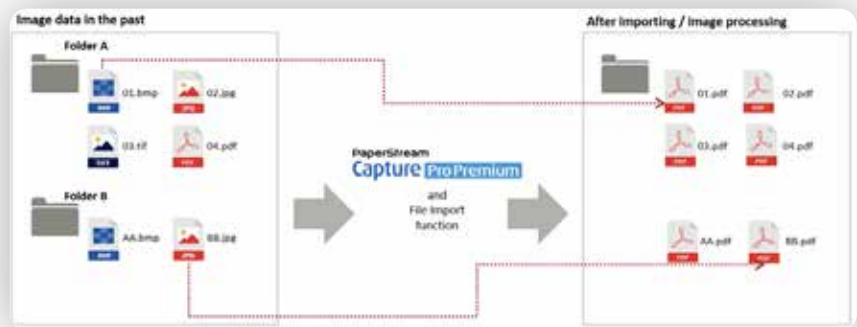 Image data in the past
After importing / image processing
Folder A
01.bmp
02.jpg
03.tif
04.pdf
Folder B
AA.bmp
BB.jpg
PaperStream
Capture Pro Premium
and
File Import
function
01.pdf
02.pdf
03.pdf
04.pdf
AA.pdf
BB.pdf